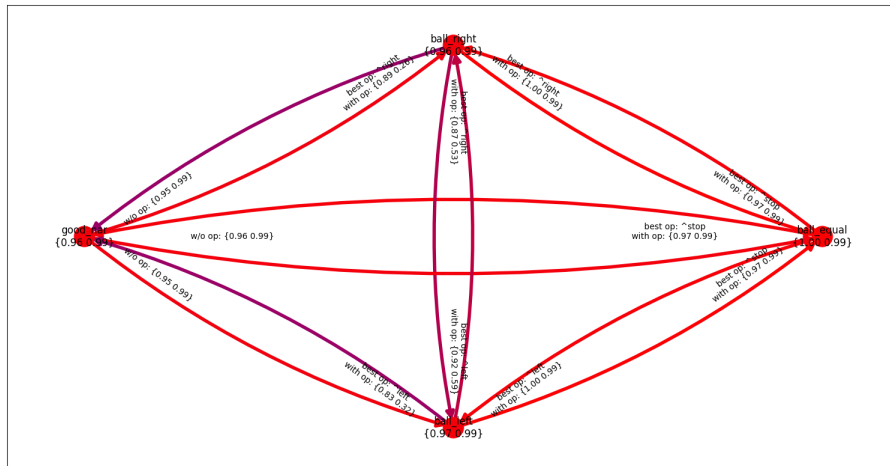 ball_right
{0.96 0.99}
best op: ^right
with op: {0.89 0.26}
best op: ^right
with op: {1.00 0.99}
best op: ^right
with op: {0.87 0.53}
w/o op: {0.95 0.99}
best op: ^stop
with op: {0.97 0.99}
good_ear
{0.96 0.99}
w/o op: {0.96 0.99}
best op: ^stop
with op: {0.97 0.99}
ball_equal
{1.00 0.99}
w/o op: {0.95 0.99}
best op: ^stop
with op: {0.97 0.99}
best op: ^left
with op: {0.92 0.59}
best op: ^left
with op: {0.83 0.32}
best op: ^left
with op: {1.00 0.99}
ball_left
{0.97 0.99}